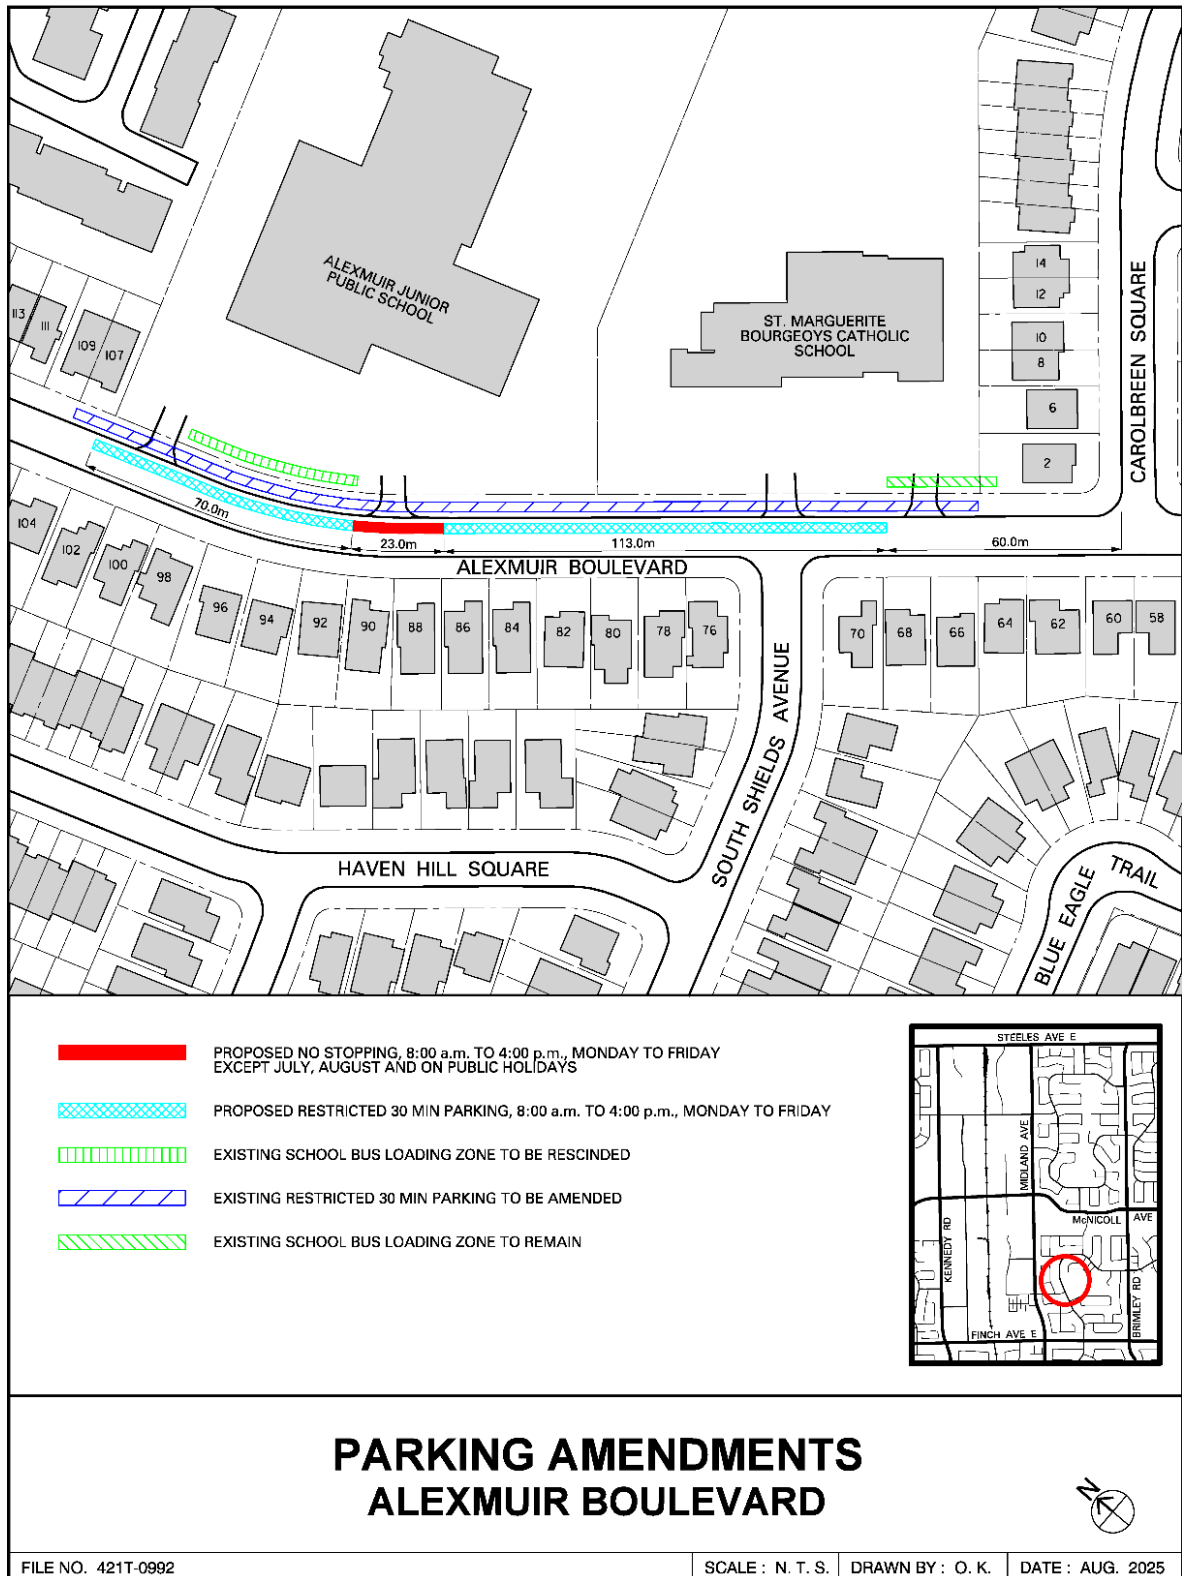 ALEXMUIR JUNIOR
PUBLIC SCHOOL
ST. MARGUERITE
BOURGEOYS CATHOLIC
SCHOOL
14
12
10
8
6
2
CAROLBREEN SQUARE
113
111
109
107
70.0m
23.0m
113.0m
60.0m
ALEXMUIR BOULEVARD
104
102
100
98
96
94
92
90
88
86
84
82
80
78
76
70
68
66
64
62
60
58
SOUTH SHIELDS AVENUE
HAVEN HILL SQUARE
BLUE EAGLE TRAIL
PROPOSED NO STOPPING, 8:00 a.m. TO 4:00 p.m., MONDAY TO FRIDAY
EXCEPT JULY, AUGUST AND ON PUBLIC HOLIDAYS
PROPOSED RESTRICTED 30 MIN PARKING, 8:00 a.m. TO 4:00 p.m., MONDAY TO FRIDAY
EXISTING SCHOOL BUS LOADING ZONE TO BE RESCINDED
EXISTING RESTRICTED 30 MIN PARKING TO BE AMENDED
EXISTING SCHOOL BUS LOADING ZONE TO REMAIN
STEELES AVE E
MIDLAND AVE
McNICOLL AVE
KENNEDY RD
BRIMLEY RD
FINCH AVE E
PARKING AMENDMENTS
ALEXMUIR BOULEVARD
N
FILE NO. 421T-0992
SCALE : N. T. S.
DRAWN BY : O. K.
DATE : AUG. 2025